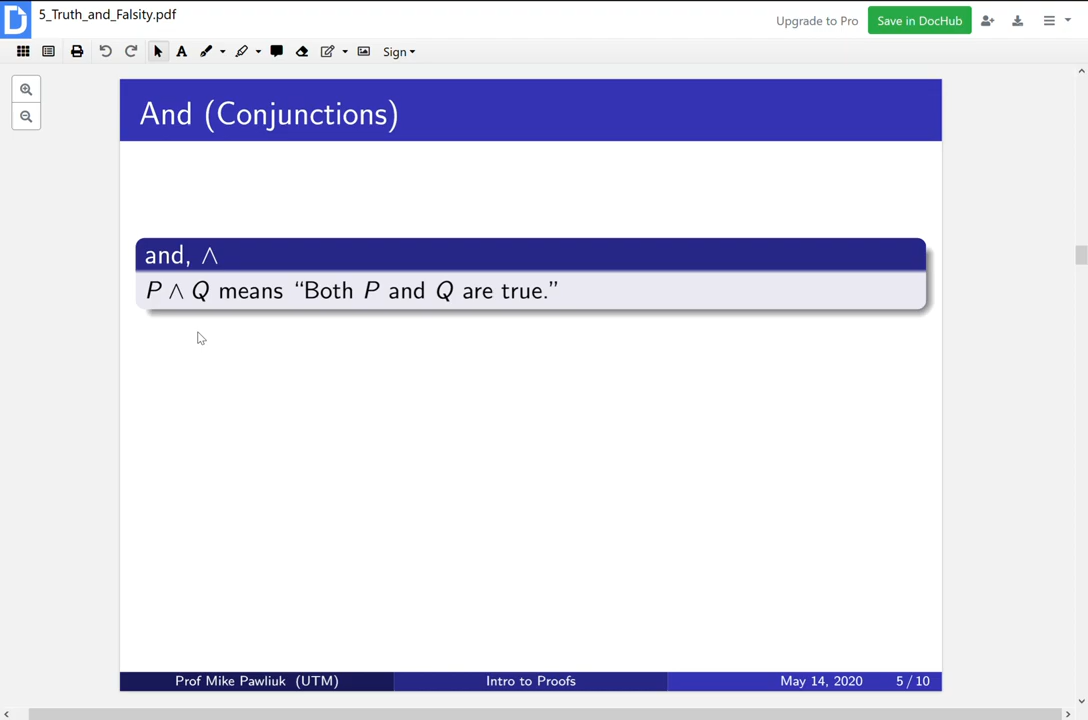 5_Truth_and_Falsity.pdf
Upgrade to Pro
Save in DocHub
Sign
And (Conjunctions)
and, ∧
P ∧ Q means “Both P and Q are true.”
Prof Mike Pawliuk (UTM)
Intro to Proofs
May 14, 2020
5 / 10